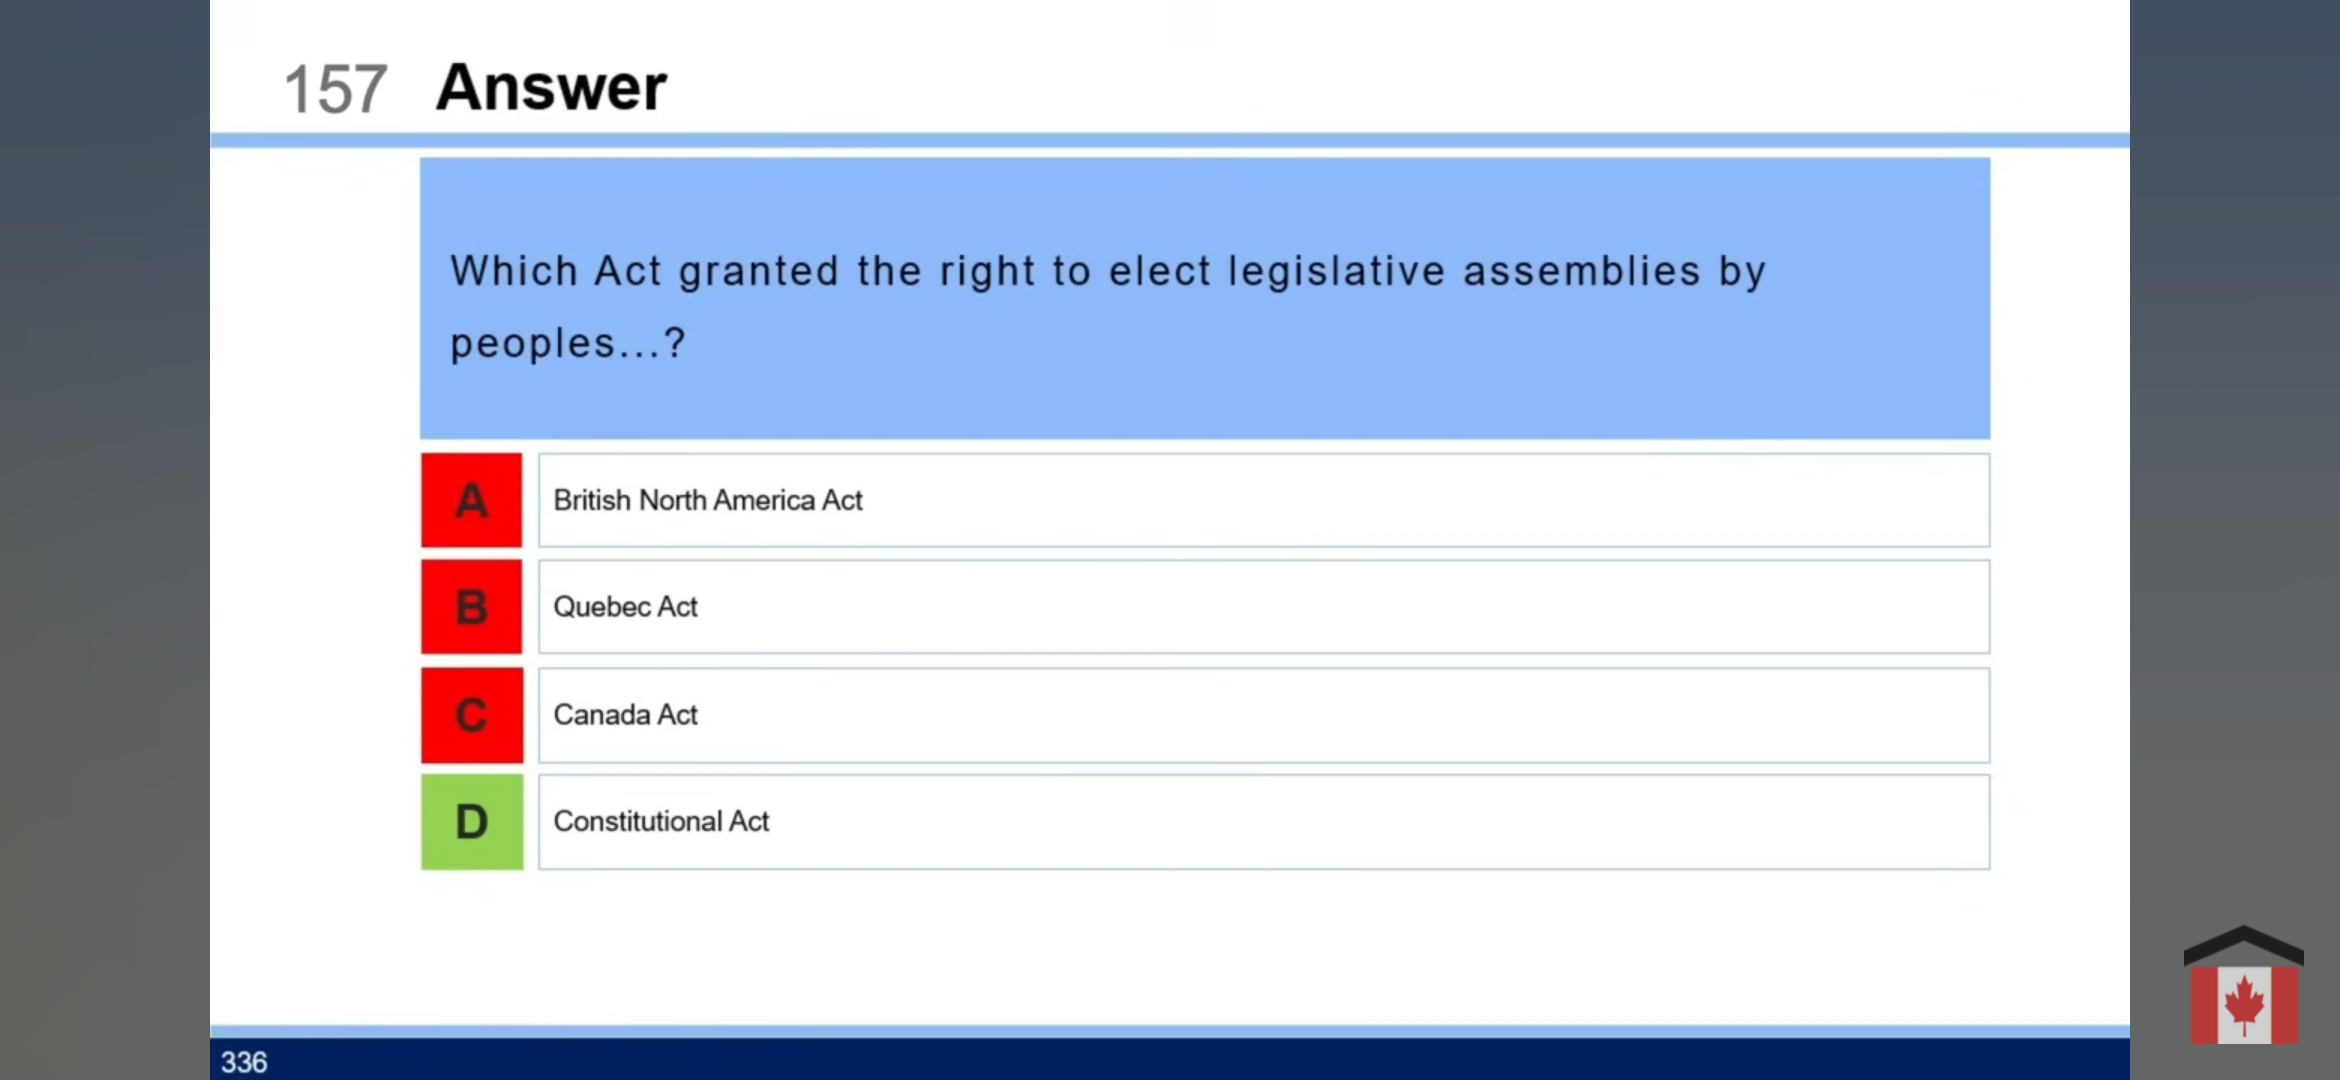 157 Answer
Which Act granted the right to elect legislative assemblies by
peoples...?
A British North America Act
B Quebec Act
C Canada Act
D Constitutional Act
336